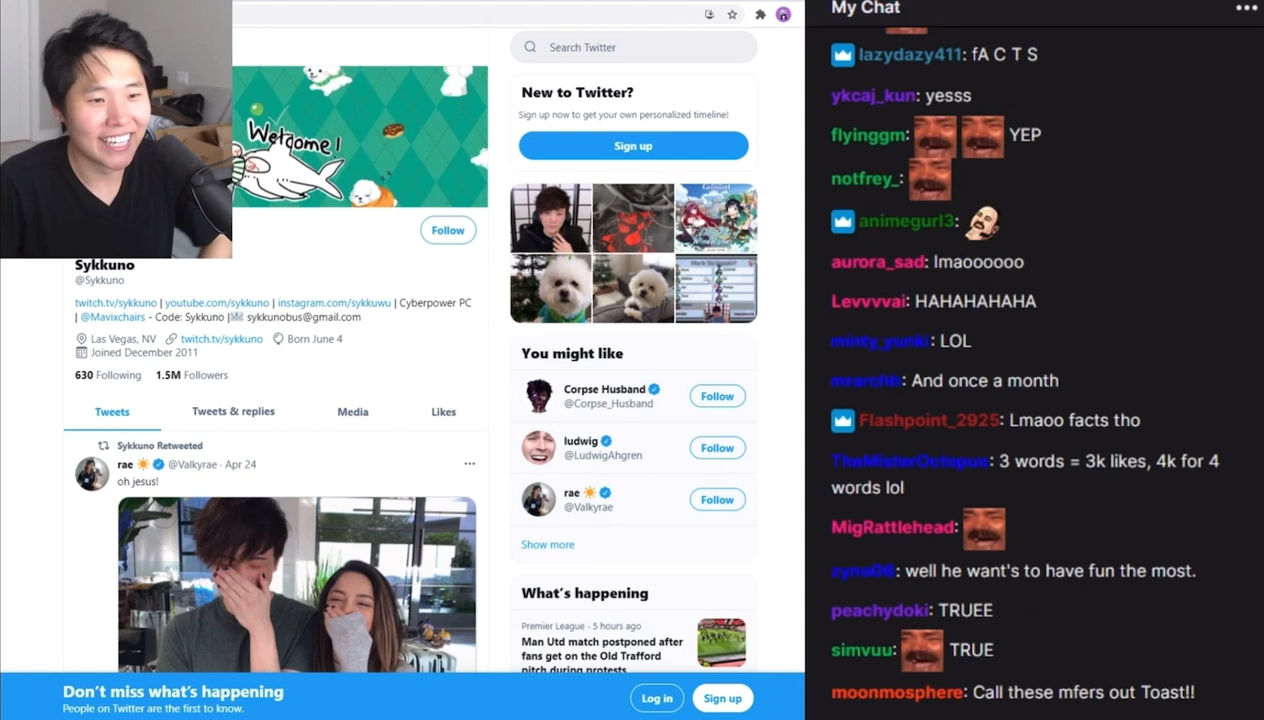 Welcome!
Follow
Sykkuno
@Sykkuno
twitch.tv/sykkuno | youtube.com/sykkuno | instagram.com/sykkuwu | Cyberpower PC
| @Mavixchairs - Code: Sykkuno | sykkunobus@gmail.com
Las Vegas, NV twitch.tv/sykkuno Born June 4
Joined December 2011
630 Following 1.5M Followers
Tweets Tweets & replies Media Likes
Sykkuno Retweeted
rae @Valkyrae · Apr 24
oh jesus!
Search Twitter
New to Twitter?
Sign up now to get your own personalized timeline!
Sign up
You might like
Corpse Husband
@Corpse_Husband
Follow
ludwig
@LudwigAhgren
Follow
rae
@Valkyrae
Follow
Show more
What's happening
Premier League · 5 hours ago
Man Utd match postponed after
fans get on the Old Trafford
pitch during protests
Don't miss what's happening
People on Twitter are the first to know.
Log in
Sign up
My Chat
lazydazy411: fA C T S
ykcaj_kun: yesss
flyinggm: YEP
notfrey_:
animegurl3:
aurora_sad: lmaoooooo
Levvvvai: HAHAHAHAHA
minty_yunki: LOL
: And once a month
Flashpoint_2925: Lmaoo facts tho
TheMisterOctopus: 3 words = 3k likes, 4k for 4
words lol
MigRattlehead:
zyno06: well he want's to have fun the most.
peachydoki: TRUEE
simvuu: TRUE
moonmosphere: Call these mfers out Toast!!